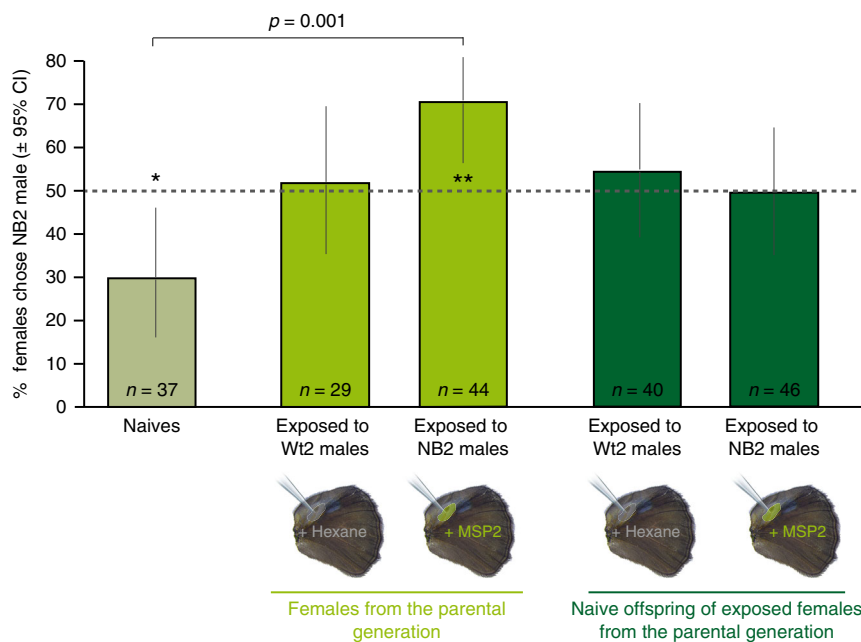 p = 0.001
% females chose NB2 male (± 95% CI)
80
70
60
50
40
30
20
10
0
*
**
n = 37
n = 29
n = 44
n = 40
n = 46
Naives
Exposed to
Wt2 males
Exposed to
NB2 males
Exposed to
Wt2 males
Exposed to
NB2 males
+ Hexane
+ MSP2
+ Hexane
+ MSP2
Females from the parental
generation
Naive offspring of exposed females
from the parental generation